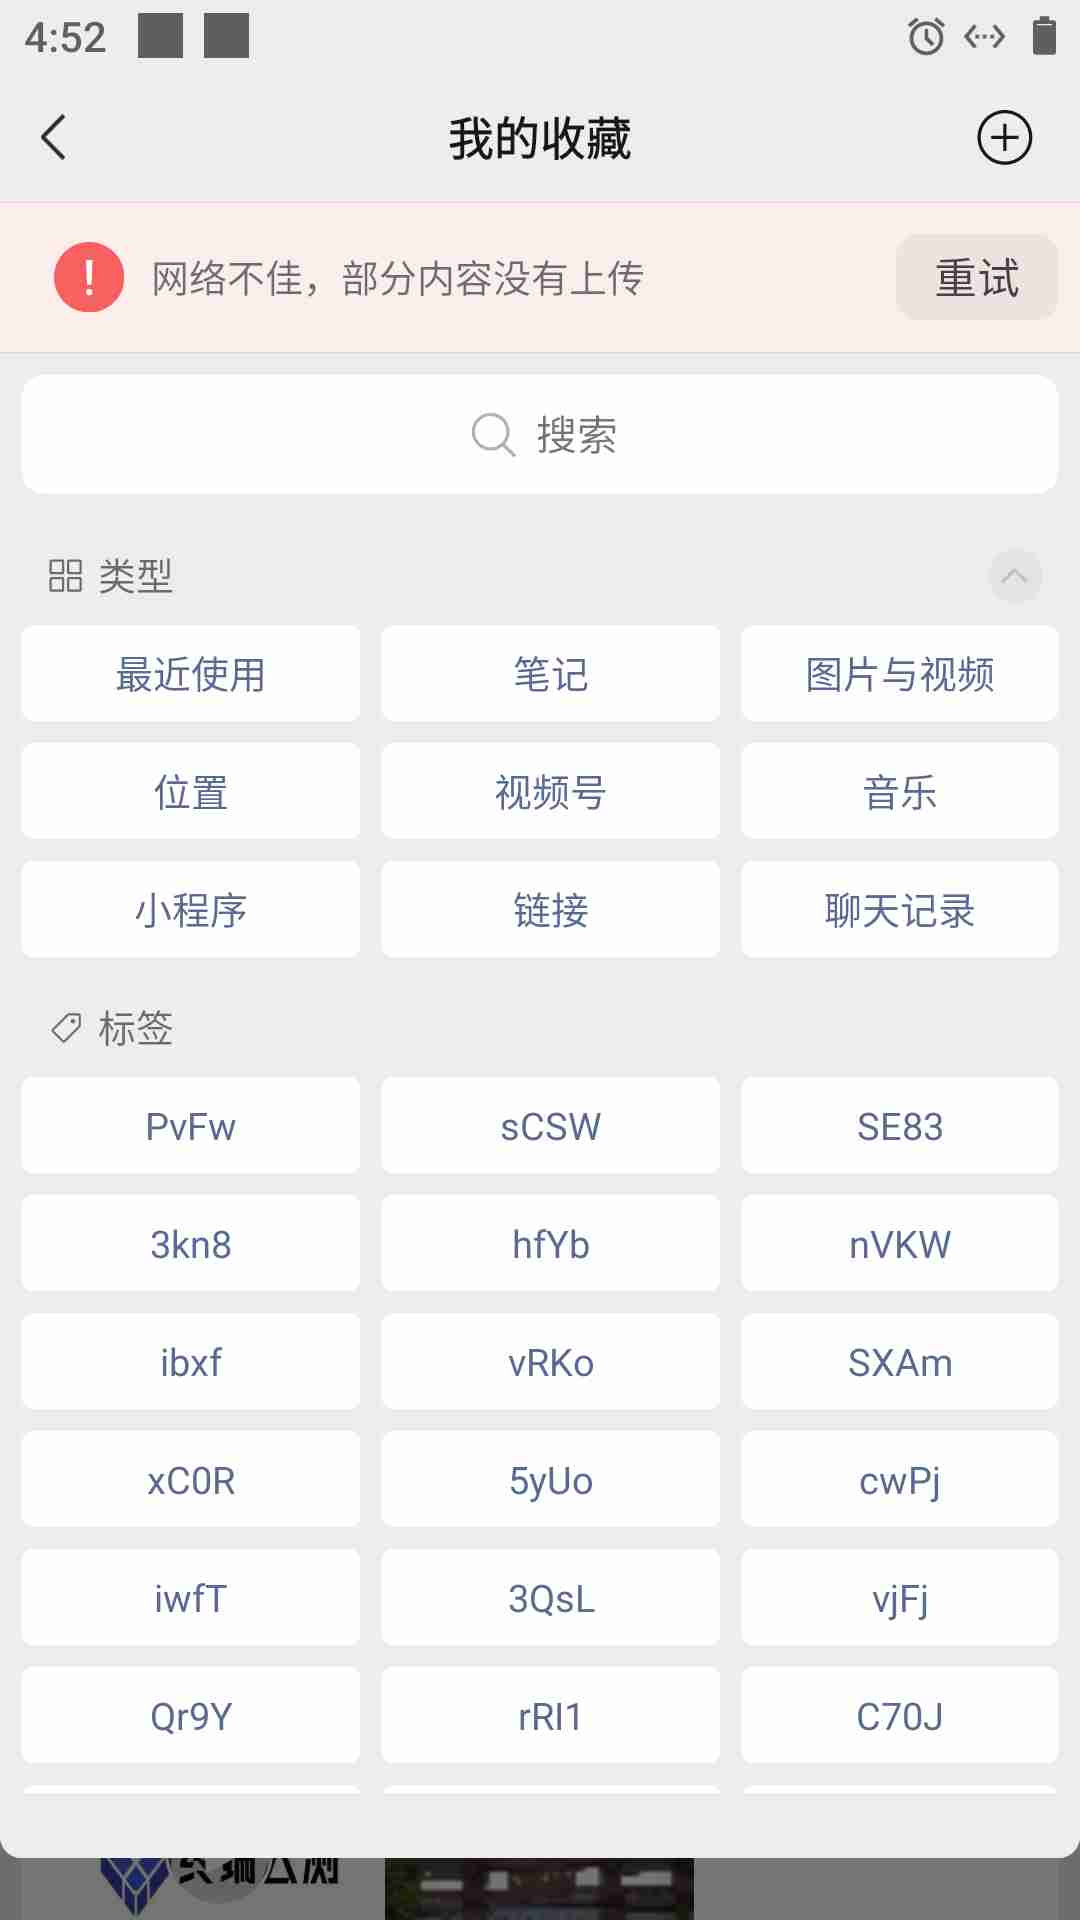 4:52
我的收藏
网络不佳，部分内容没有上传
重试
搜索
类型
最近使用 笔记 图片与视频
位置 视频号 音乐
小程序 链接 聊天记录
标签
PvFw sCSW SE83
3kn8 hfYb nVKW
ibxf vRKo SXAm
xC0R 5yUo cwPj
iwfT 3QsL vjFj
Qr9Y C70J